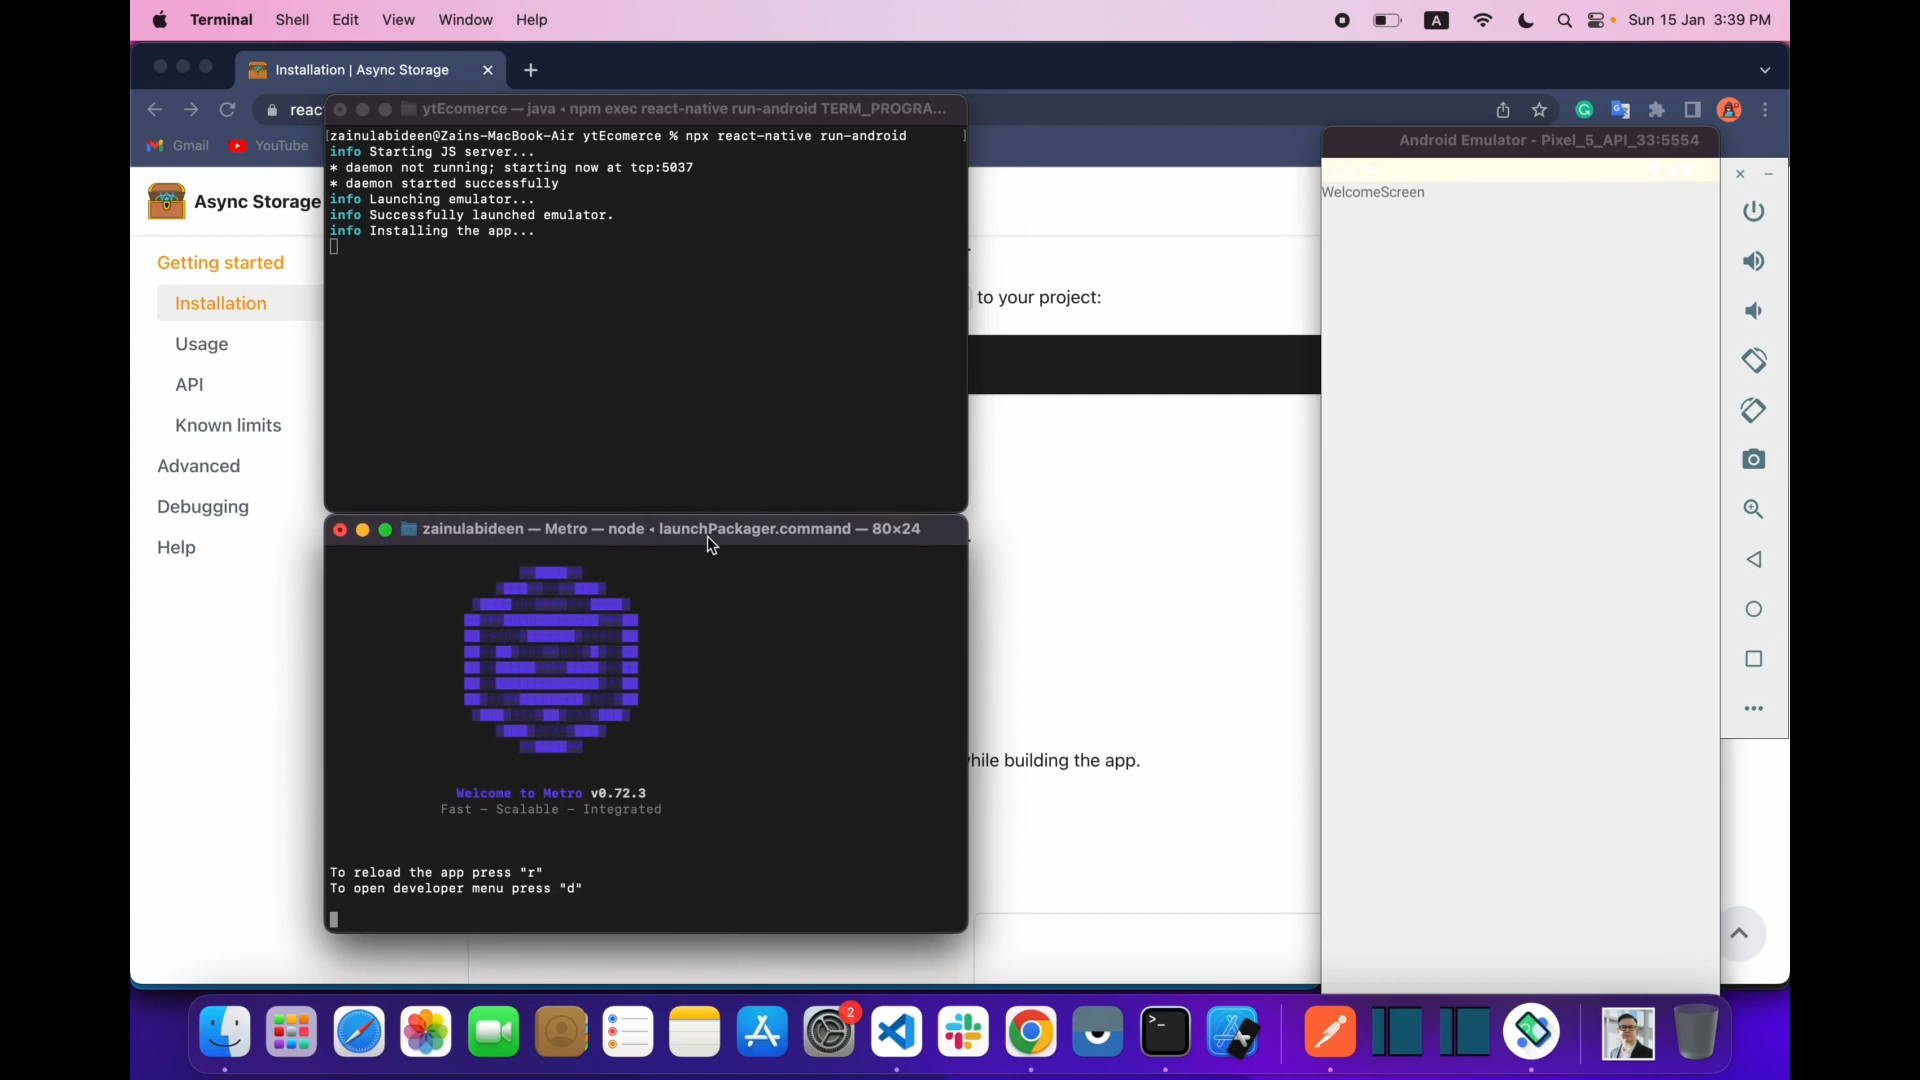 Terminal Shell Edit View Window Help
A
Sun 15 Jan 3:39 PM
Installation | Async Storage
reac
Gmail YouTube
Async Storage
Getting started
Installation
Usage
API
Known limits
Advanced
Debugging
Help
ytEcomerce — java ◂ npm exec react-native run-android TERM_PROGRA...
[zainulabideen@Zains-MacBook-Air ytEcomerce % npx react-native run-android ]
info Starting JS server...
* daemon not running; starting now at tcp:5037
* daemon started successfully
info Launching emulator...
info Successfully launched emulator.
info Installing the app...
to your project:
zainulabideen — Metro — node ◂ launchPackager.command — 80×24
Welcome to Metro v0.72.3
Fast - Scalable - Integrated
To reload the app press "r"
To open developer menu press "d"
hile building the app.
Android Emulator - Pixel_5_API_33:5554
WelcomeScreen
2